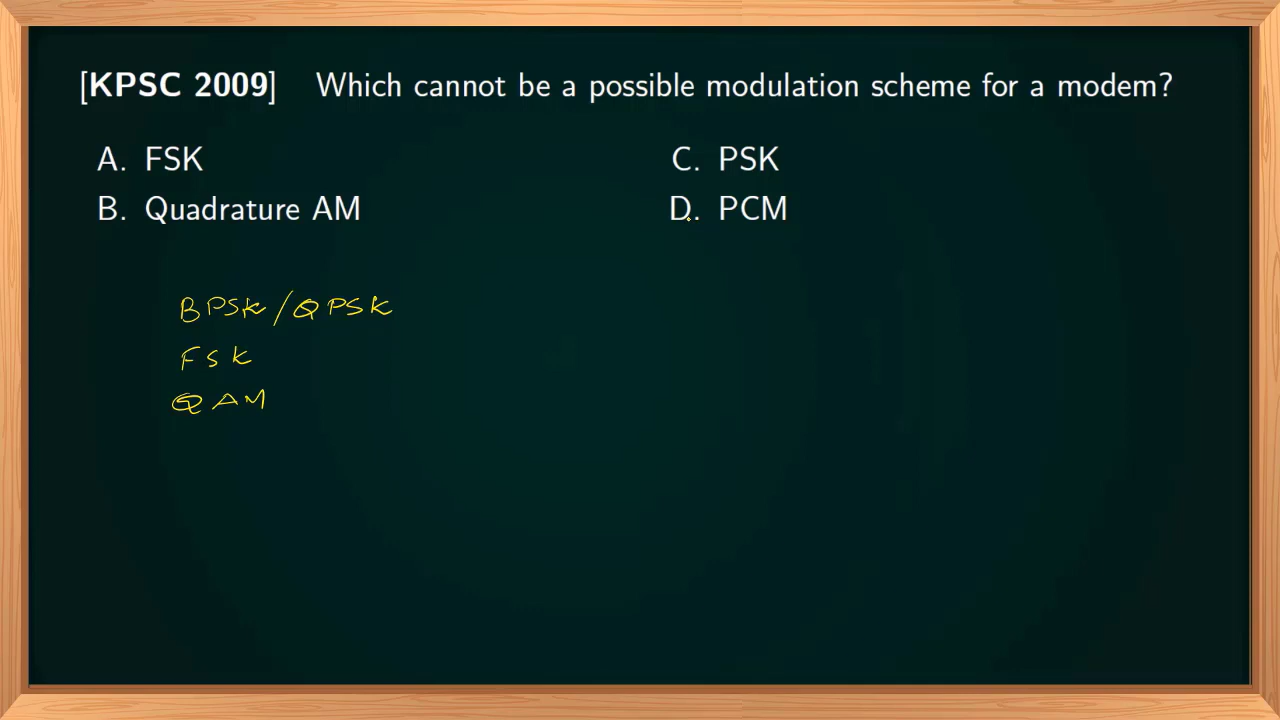 [KPSC 2009] Which cannot be a possible modulation scheme for a modem?
A. FSK
B. Quadrature AM
C. PSK
D. PCM
BPSK/QPSK
FSK
QAM